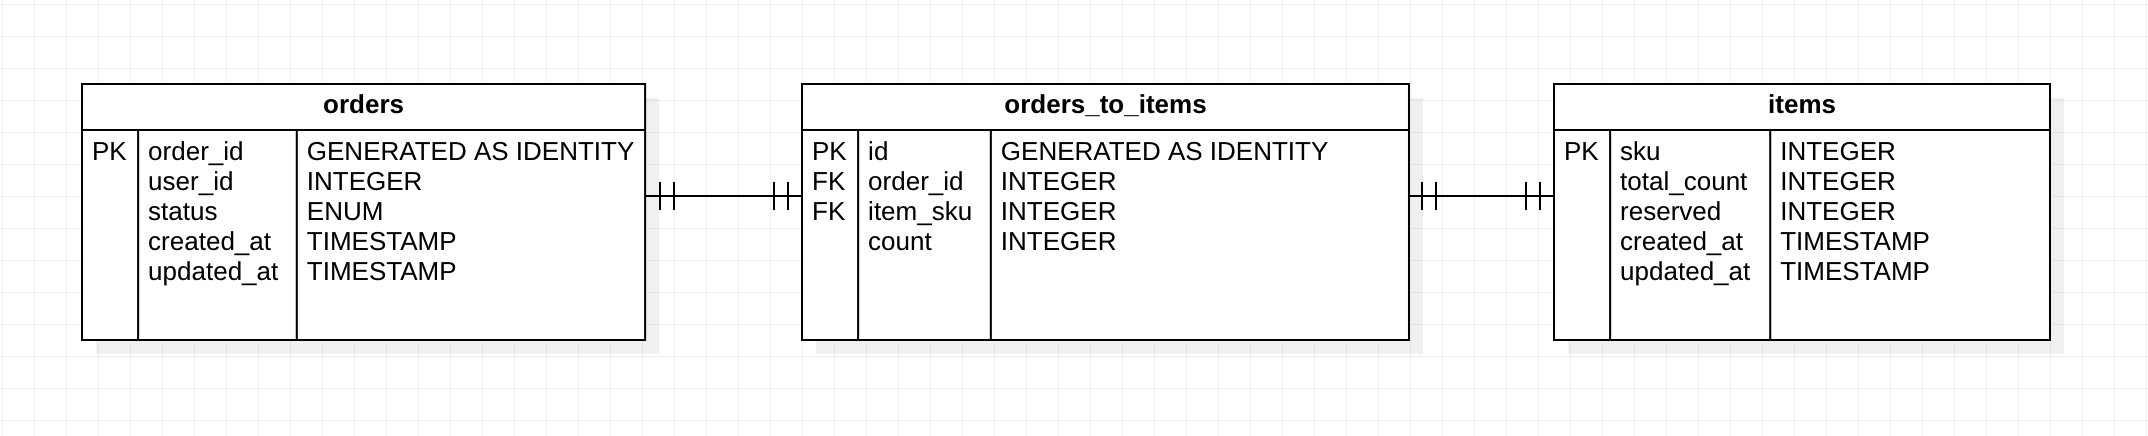 orders
PK order_id GENERATED AS IDENTITY
user_id INTEGER
status ENUM
created_at TIMESTAMP
updated_at TIMESTAMP
orders_to_items
PK id GENERATED AS IDENTITY
FK order_id INTEGER
FK item_sku INTEGER
count INTEGER
items
PK sku INTEGER
total_count INTEGER
reserved INTEGER
created_at TIMESTAMP
updated_at TIMESTAMP